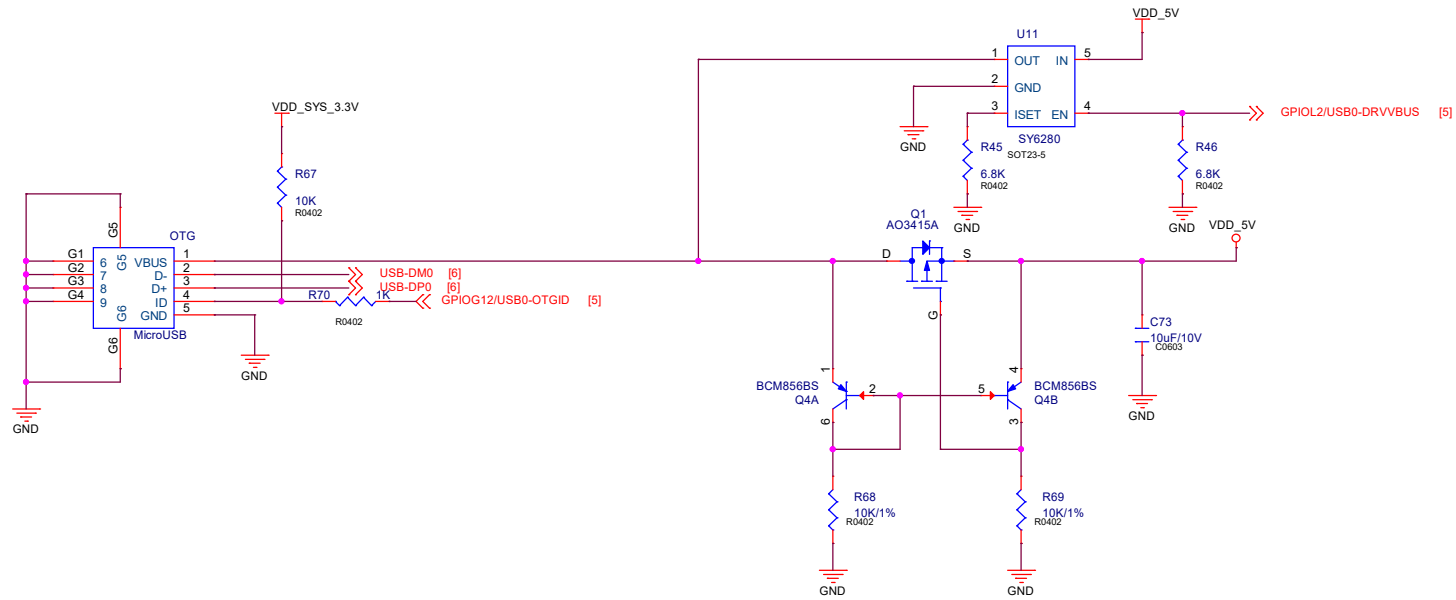 VDD_5V
U11
1 OUT IN 5
2 GND
3 ISET EN 4
SY6280
SOT23-5
GPIOL2/USB0-DRVVBUS [5]
GND
R45
6.8K
R0402
GND
R46
6.8K
R0402
GND
VDD_SYS_3.3V
R67
10K
R0402
Q1
AO3415A
D S
G
VDD_5V
OTG
G5
G5
G1 6 VBUS 1
G2 7 D- 2
G3 8 D+ 3
G4 9 ID 4
GND 5
G6
G6
MicroUSB
USB-DM0 [6]
USB-DP0 [6]
R70 1K
R0402
GPIOG12/USB0-OTGID [5]
GND
GND
C73
10uF/10V
C0603
GND
1
BCM856BS
Q4A
2
6
5
4
BCM856BS
Q4B
3
R68
10K/1%
R0402
GND
R69
10K/1%
R0402
GND